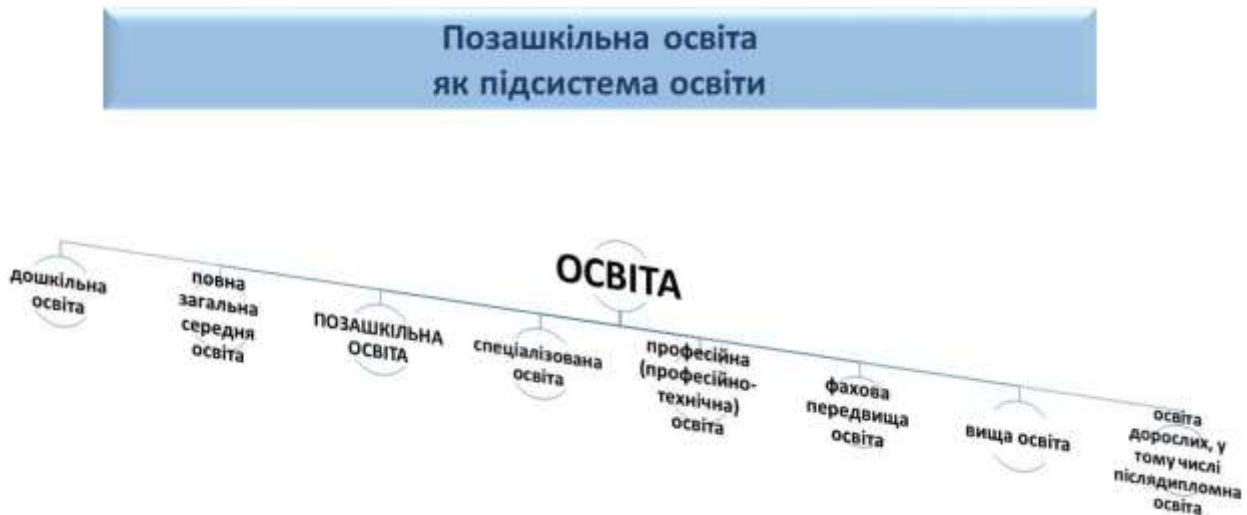 Позашкільна освіта
як підсистема освіти
ОСВІТА
дошкільна
освіта
повна
загальна
середня
освіта
ПОЗАШКІЛЬНА
ОСВІТА
спеціалізована
освіта
професійна
(професійно-
технічна)
освіта
фахова
передвища
освіта
вища освіта
освіта
дорослих, у
тому числі
післядипломна
освіта